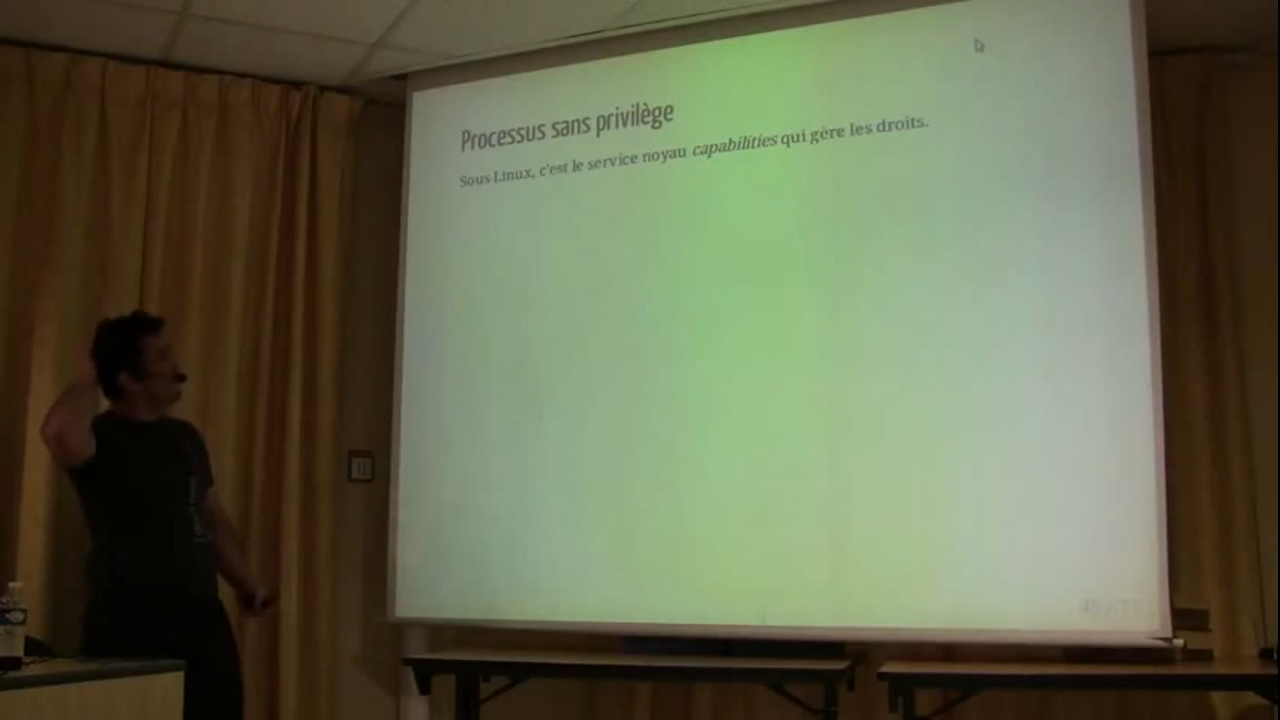 Processus sans privilège
Sous Linux, c'est le service noyau capabilities qui gère les droits.